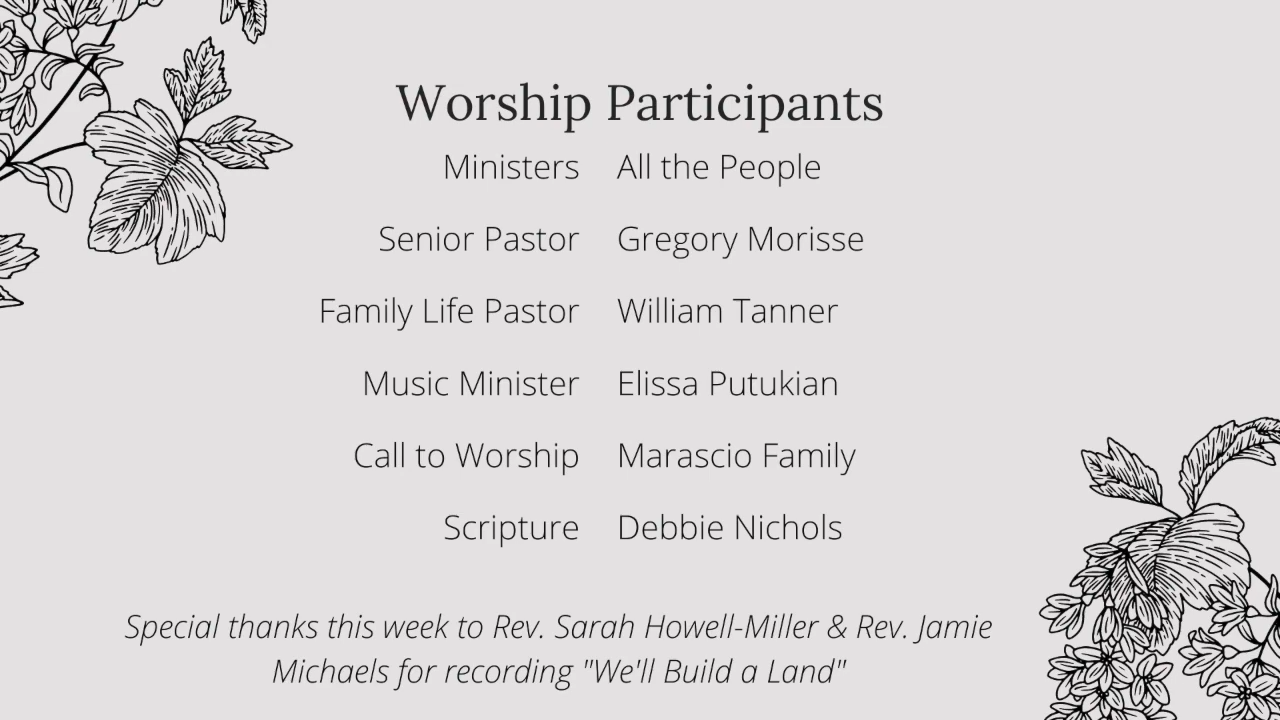 Worship Participants
Ministers All the People
Senior Pastor Gregory Morisse
Family Life Pastor William Tanner
Music Minister Elissa Putukian
Call to Worship Marascio Family
Scripture Debbie Nichols
Special thanks this week to Rev. Sarah Howell-Miller & Rev. Jamie
Michaels for recording "We'll Build a Land"